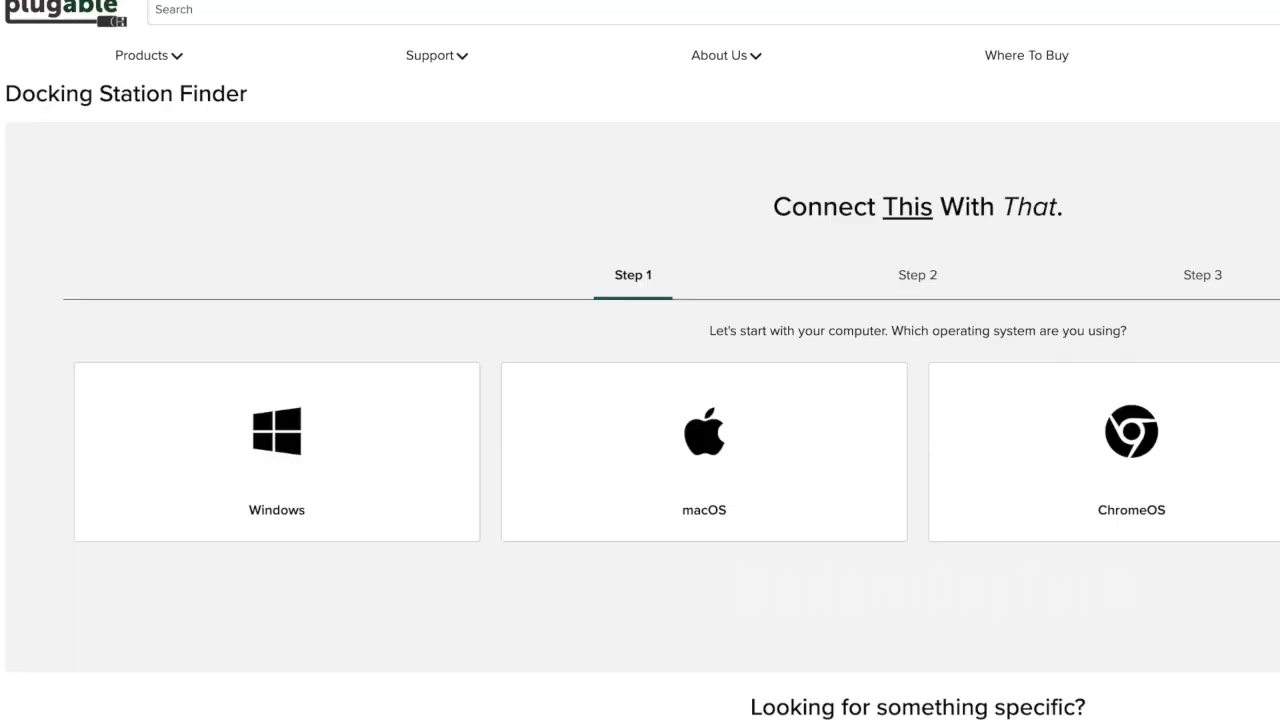 plugable
Search
Products
Support
About Us
Where To Buy
Docking Station Finder
Connect This With That.
Step 1
Step 2
Step 3
Let's start with your computer. Which operating system are you using?
Windows
macOS
ChromeOS
Looking for something specific?